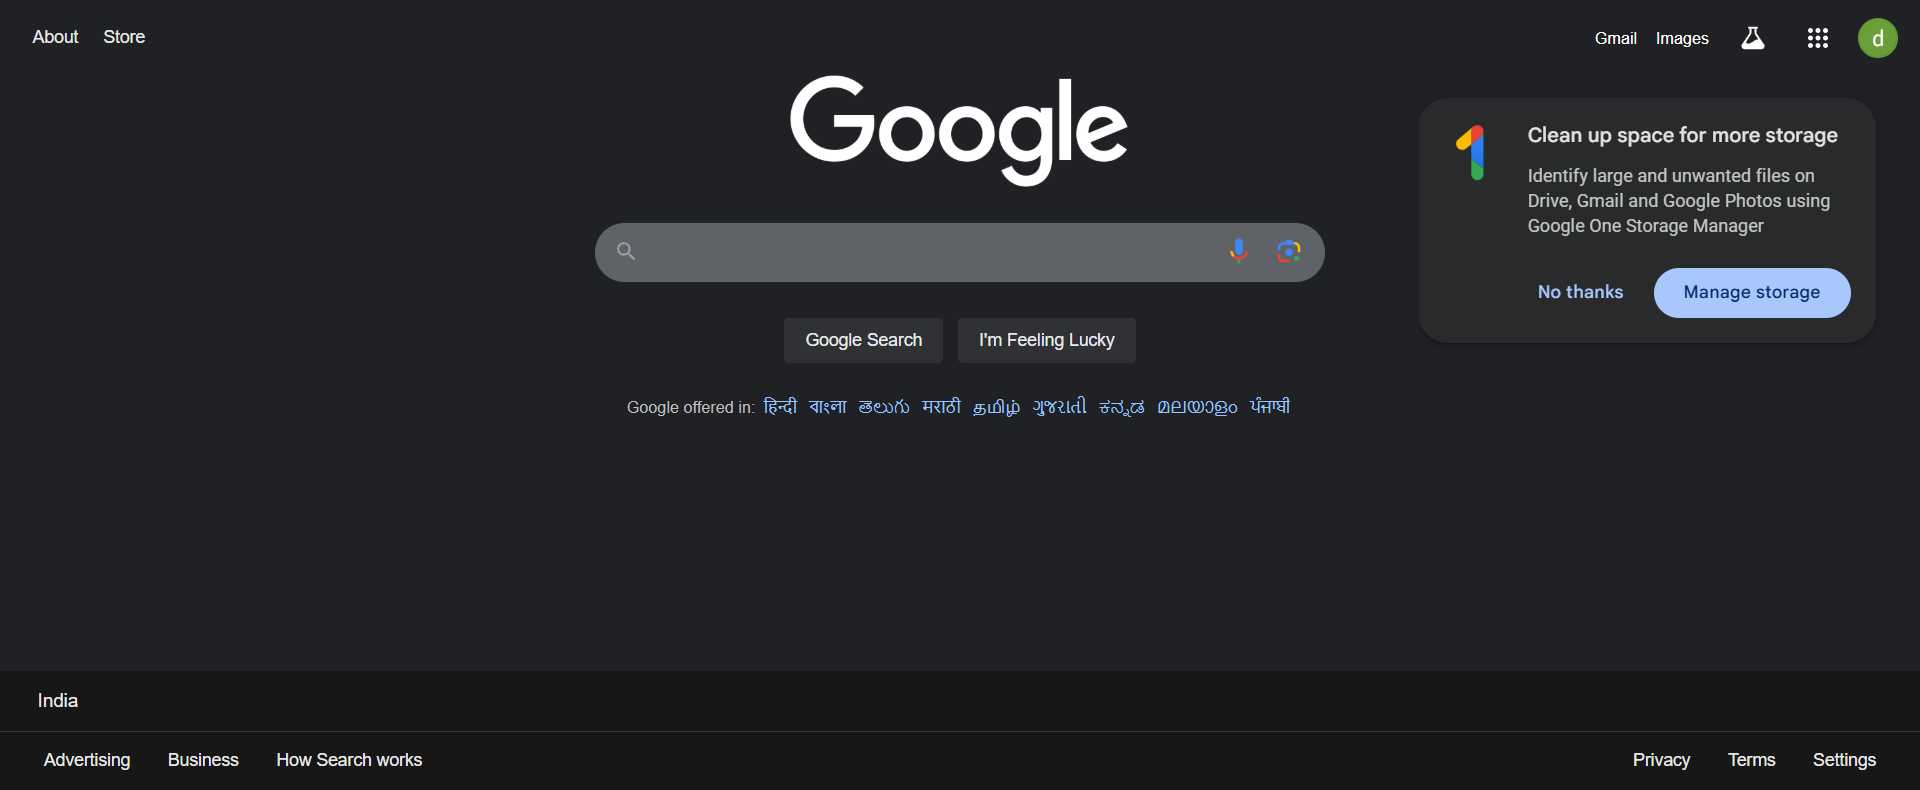 About Store
Gmail Images
d
Google
Clean up space for more storage
Identify large and unwanted files on
Drive, Gmail and Google Photos using
Google One Storage Manager
No thanks Manage storage
Google Search I'm Feeling Lucky
Google offered in: हिन्दी বাংলা తెలుగు मराठी தமிழ் ગુજરાતી ಕನ್ನಡ മലയാളം ਪੰਜਾਬੀ
India
Advertising Business How Search works
Privacy Terms Settings